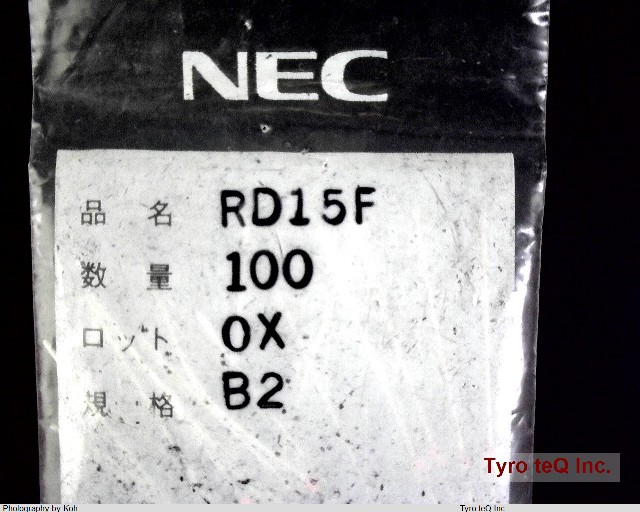 NEC
品 名 RD15F
数 量 100
ロット 0X
規 格 B2
Tyro teQ Inc.
Photography by Koh Tyro teQ Inc